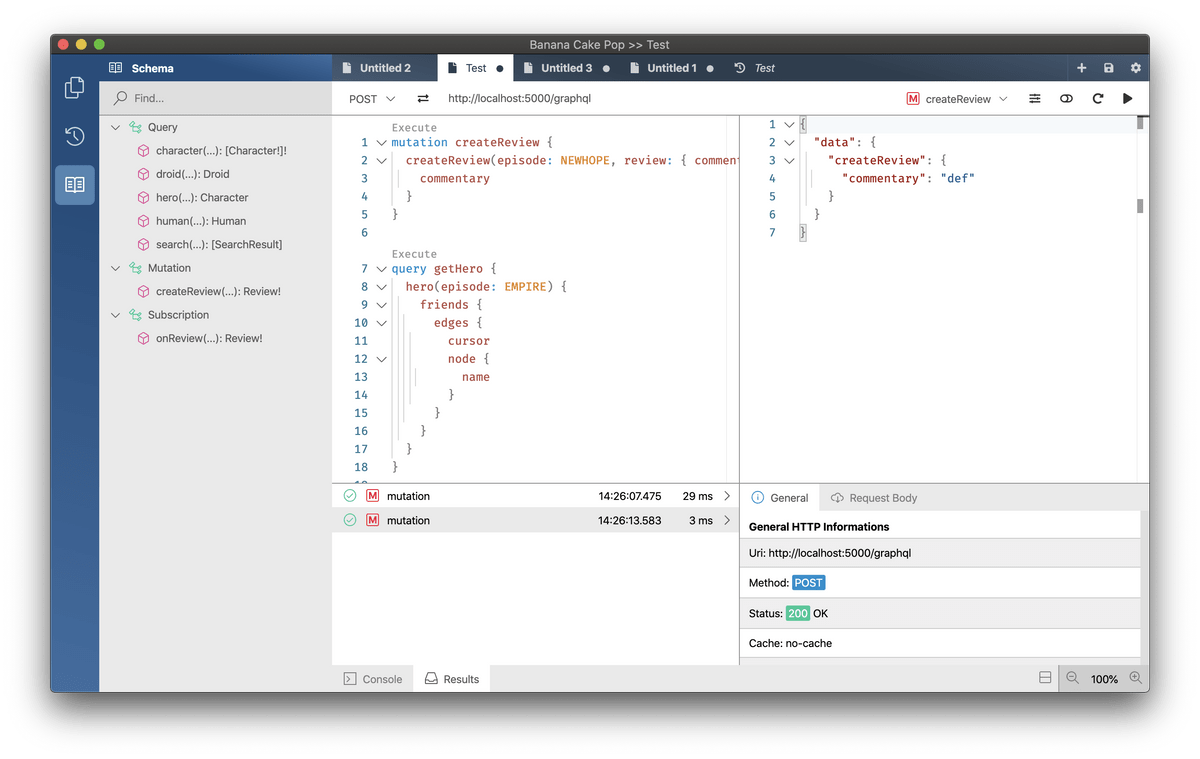 Banana Cake Pop >> Test
Schema
Untitled 2
Test
Untitled 3
Untitled 1
Test
Find...
POST
http://localhost:5000/graphql
M createReview
Query
character(...): [Character!]!
droid(...): Droid
hero(...): Character
human(...): Human
search(...): [SearchResult]
Mutation
createReview(...): Review!
Subscription
onReview(...): Review!
Execute
1 mutation createReview {
2 createReview(episode: NEWHOPE, review: { commen
3 commentary
4 }
5 }
6
Execute
7 query getHero {
8 hero(episode: EMPIRE) {
9 friends {
10 edges {
11 cursor
12 node {
13 name
14 }
15 }
16 }
17 }
18 }
1 {
2 "data": {
3 "createReview": {
4 "commentary": "def"
5 }
6 }
7 }
M mutation 14:26:07.475 29 ms
M mutation 14:26:13.583 3 ms
General
Request Body
General HTTP Informations
Uri: http://localhost:5000/graphql
Method: POST
Status: 200 OK
Cache: no-cache
Console
Results
100%